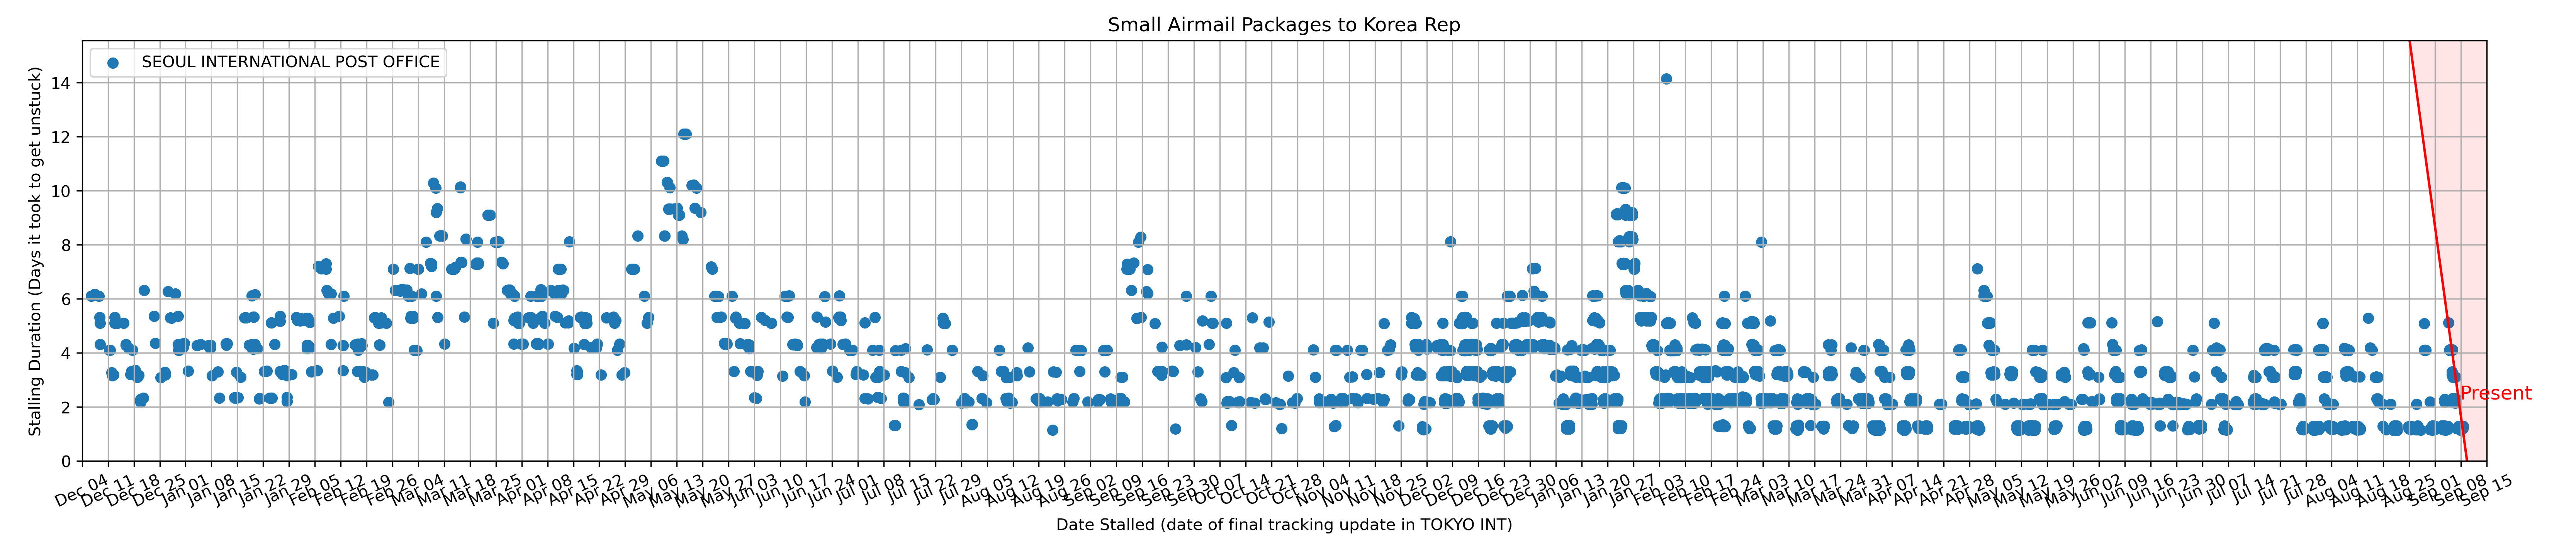 Small Airmail Packages to Korea Rep
SEOUL INTERNATIONAL POST OFFICE
Stalling Duration (Days it took to get unstuck)
14
12
10
8
6
4
2
0
Present
Dec 04 Dec 11 Dec 18 Dec 25 Jan 01 Jan 08 Jan 15 Jan 22 Jan 29 Feb 05 Feb 12 Feb 19 Feb 26 Mar 04 Mar 11 Mar 18 Mar 25 Apr 01 Apr 08 Apr 15 Apr 22 Apr 29 May 06 May 13 May 20 May 27 Jun 03 Jun 10 Jun 17 Jun 24 Jul 01 Jul 08 Jul 15 Jul 22 Jul 29 Aug 05 Aug 12 Aug 19 Aug 26 Sep 02 Sep 09 Sep 16 Sep 23 Sep 30 Oct 07 Oct 14 Oct 21 Oct 28 Nov 04 Nov 11 Nov 18 Nov 25 Dec 02 Dec 09 Dec 16 Dec 23 Dec 30 Jan 06 Jan 13 Jan 20 Jan 27 Feb 03 Feb 10 Feb 17 Feb 24 Mar 03 Mar 10 Mar 17 Mar 24 Mar 31 Apr 07 Apr 14 Apr 21 Apr 28 May 05 May 12 May 19 May 26 Jun 02 Jun 09 Jun 16 Jun 23 Jun 30 Jul 07 Jul 14 Jul 21 Jul 28 Aug 04 Aug 11 Aug 18 Aug 25 Sep 01 Sep 08 Sep 15
Date Stalled (date of final tracking update in TOKYO INT)